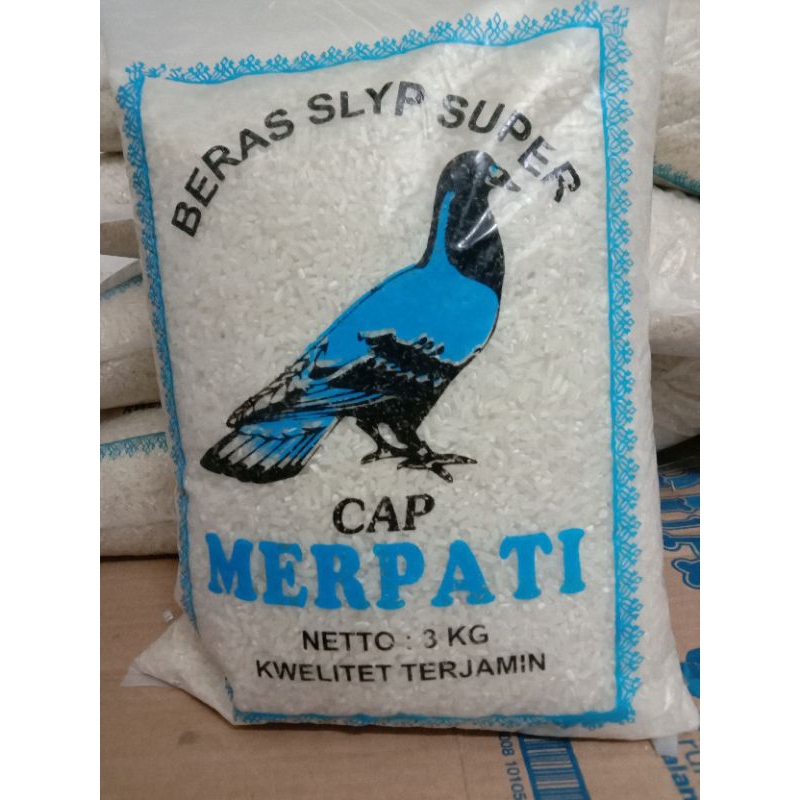 BERAS SLYP SUPER
CAP
MERPATI
NETTO : 3 KG
KWELITET TERJAMIN